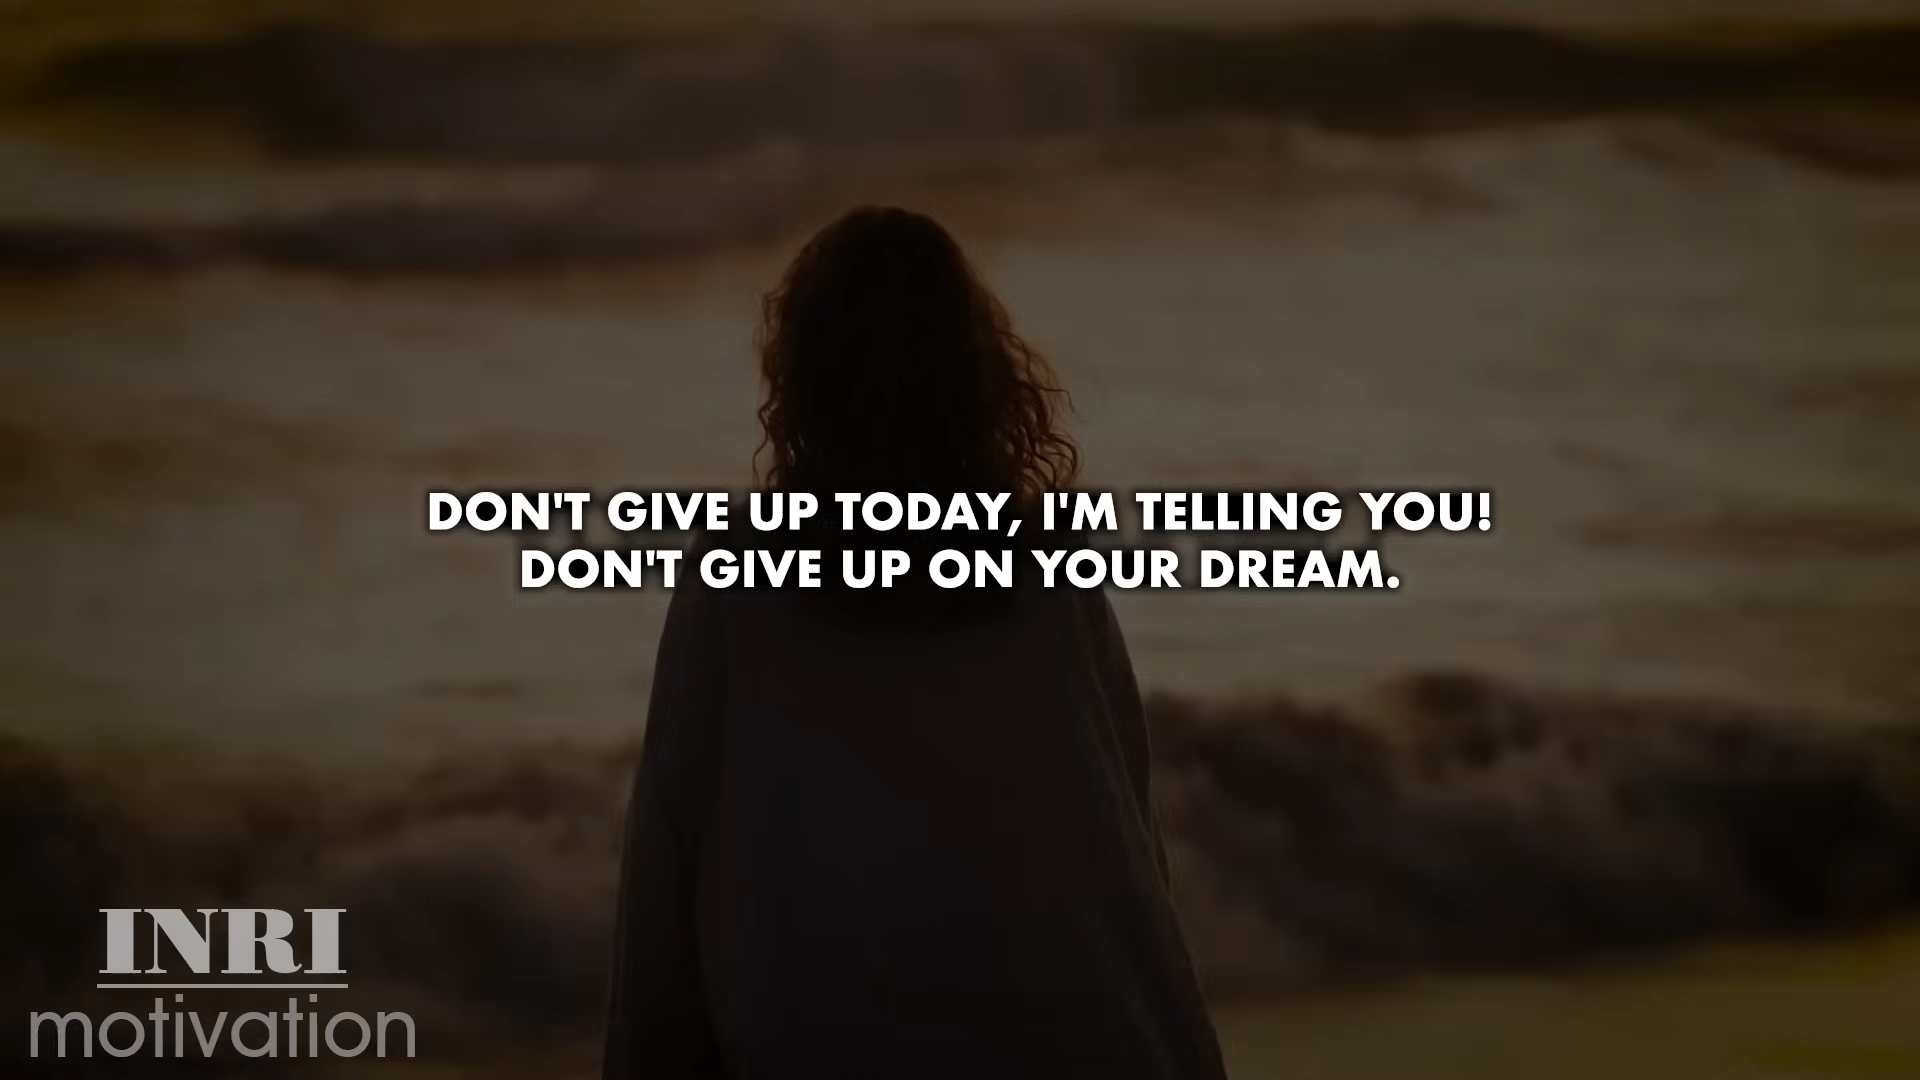 DON'T GIVE UP TODAY, I'M TELLING YOU!
DON'T GIVE UP ON YOUR DREAM.
INRI
motivation